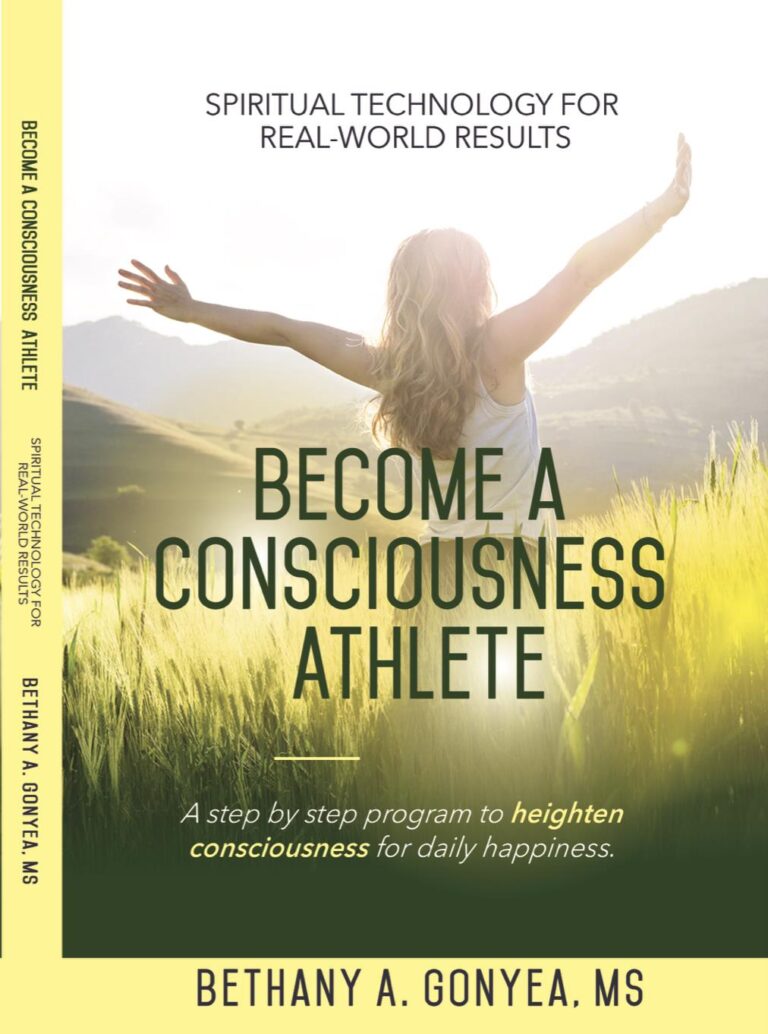 SPIRITUAL TECHNOLOGY FOR
REAL-WORLD RESULTS
BECOME A
CONSCIOUSNESS
ATHLETE
A step by step program to heighten
consciousness for daily happiness.
BETHANY A. GONYEA, MS
BECOME A CONSCIOUSNESS ATHLETE
SPIRITUAL TECHNOLOGY FOR
REAL-WORLD RESULTS
BETHANY A. GONYEA, MS